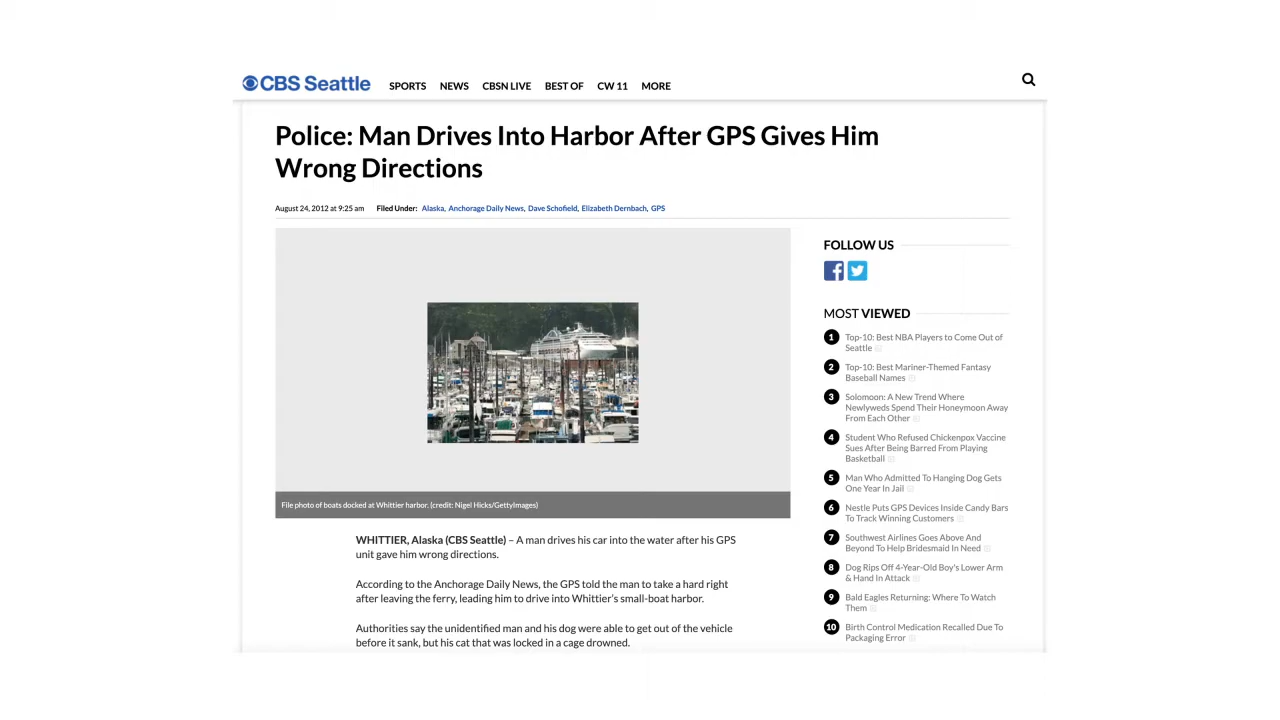 CBS Seattle SPORTS NEWS CBSN LIVE BEST OF CW 11 MORE
Police: Man Drives Into Harbor After GPS Gives Him
Wrong Directions
August 24, 2012 at 9:25 am Filed Under: Alaska, Anchorage Daily News, Dave Schofield, Elizabeth Dernbach, GPS
File photo of boats docked at Whittier harbor. (credit: Nigel Hicks/GettyImages)
WHITTIER, Alaska (CBS Seattle) – A man drives his car into the water after his GPS
unit gave him wrong directions.
According to the Anchorage Daily News, the GPS told the man to take a hard right
after leaving the ferry, leading him to drive into Whittier's small-boat harbor.
Authorities say the unidentified man and his dog were able to get out of the vehicle
before it sank, but his cat that was locked in a cage drowned.
FOLLOW US
MOST VIEWED
1 Top-10: Best NBA Players to Come Out of
Seattle
2 Top-10: Best Mariner-Themed Fantasy
Baseball Names
3 Solomoon: A New Trend Where
Newlyweds Spend Their Honeymoon Away
From Each Other
4 Student Who Refused Chickenpox Vaccine
Sues After Being Barred From Playing
Basketball
5 Man Who Admitted To Hanging Dog Gets
One Year In Jail
6 Nestle Puts GPS Devices Inside Candy Bars
To Track Winning Customers
7 Southwest Airlines Goes Above And
Beyond To Help Bridesmaid In Need
8 Dog Rips Off 4-Year-Old Boy's Lower Arm
& Hand In Attack
9 Bald Eagles Returning: Where To Watch
Them
10 Birth Control Medication Recalled Due To
Packaging Error